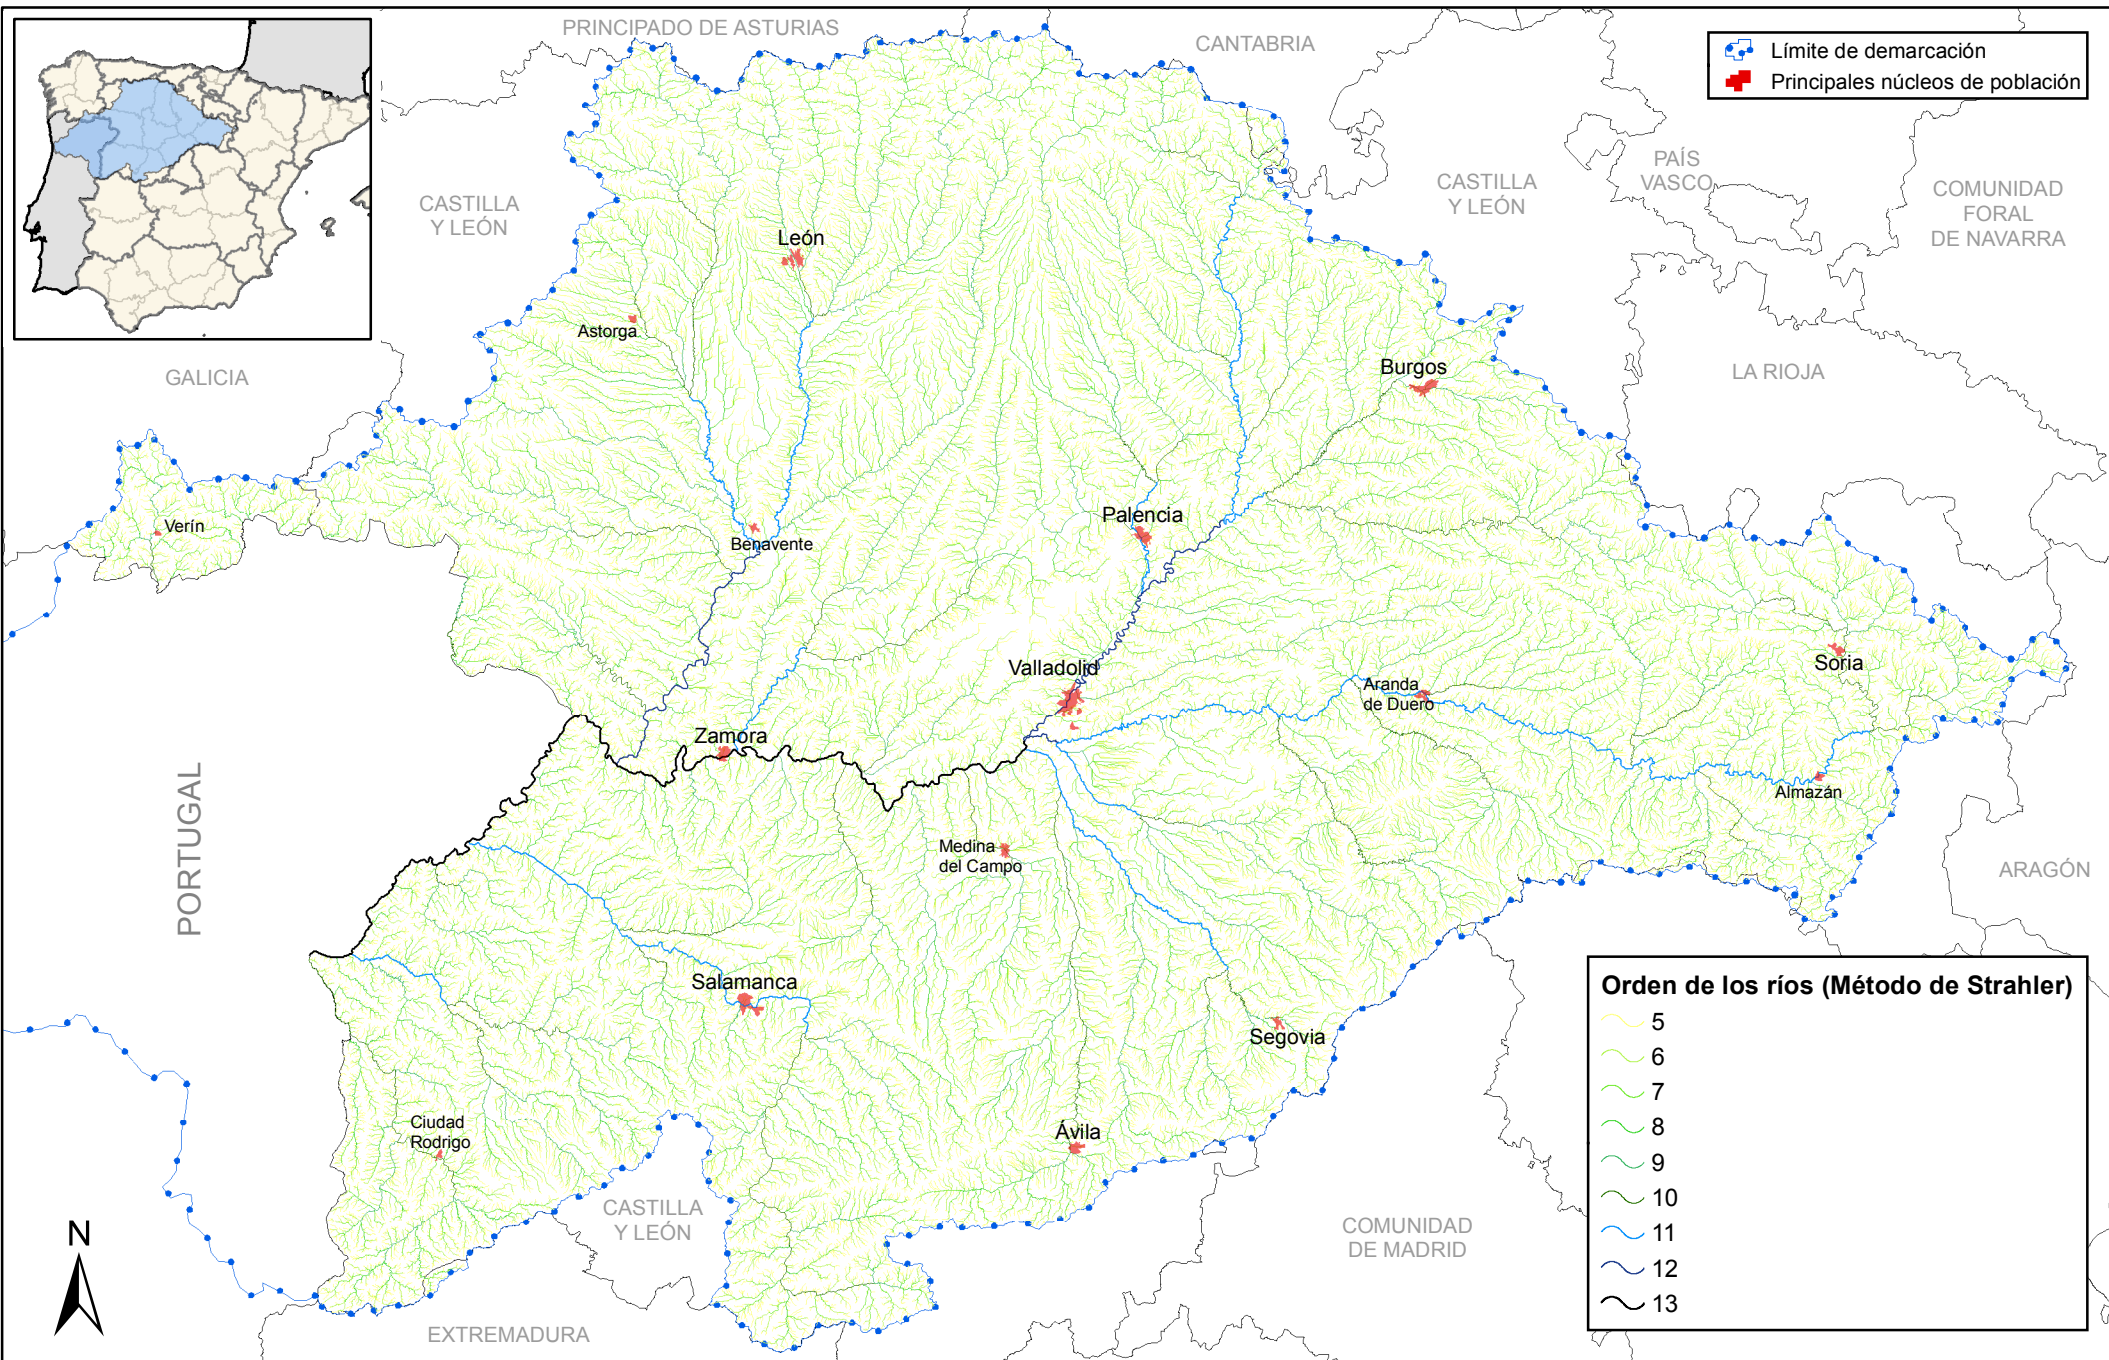 PRINCIPADO DE ASTURIAS
CANTABRIA
Límite de demarcación
Principales núcleos de población
PAÍS
VASCO
CASTILLA
Y LEÓN
COMUNIDAD
FORAL
DE NAVARRA
CASTILLA
Y LEÓN
León
Astorga
GALICIA
Burgos
LA RIOJA
Verín
Palencia
Benavente
Valladolid
Soria
Aranda
de Duero
Zamora
Almazán
PORTUGAL
Medina
del Campo
ARAGÓN
Salamanca
Segovia
Ciudad
Rodrigo
Ávila
CASTILLA
Y LEÓN
COMUNIDAD
DE MADRID
EXTREMADURA
N
Orden de los ríos (Método de Strahler)
5
6
7
8
9
10
11
12
13